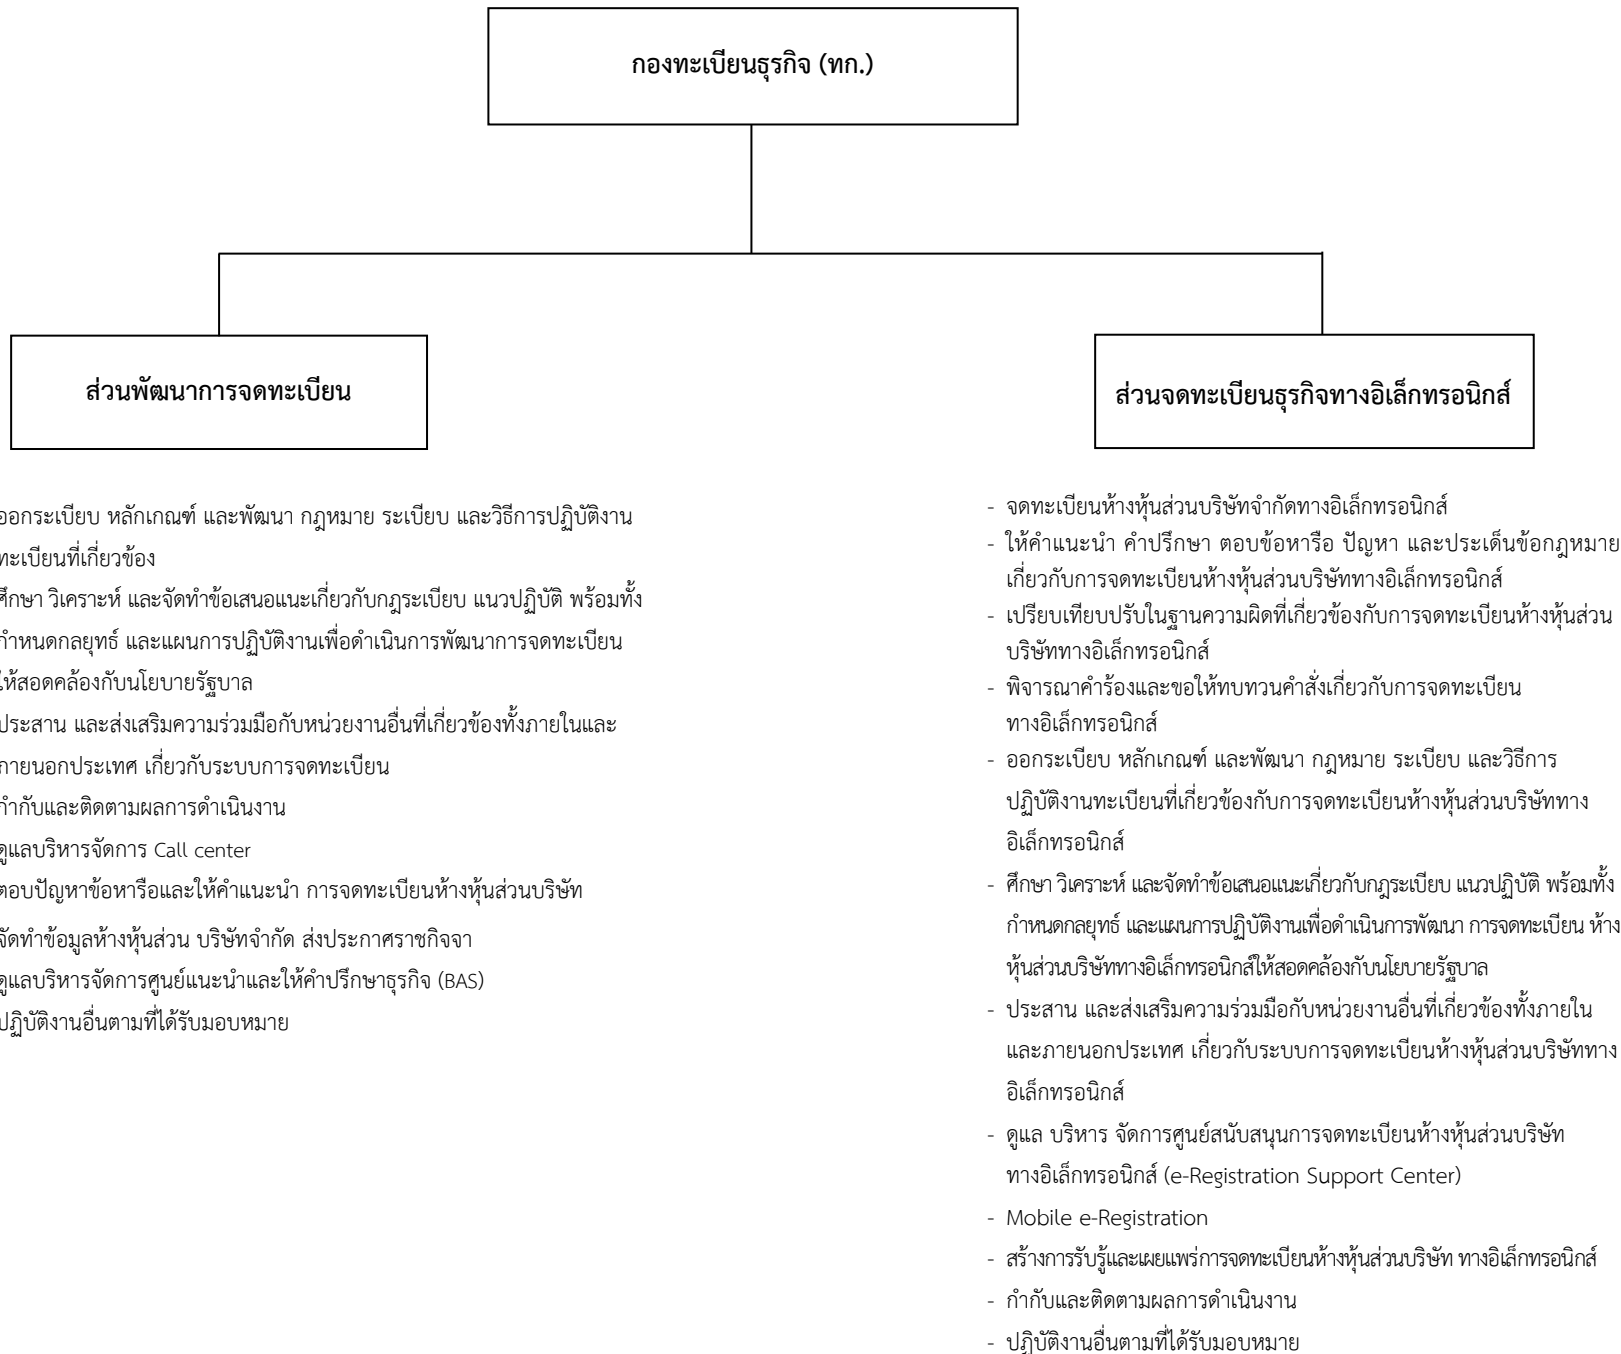 กองทะเบียนธุรกิจ (ทก.)
ส่วนพัฒนาการจดทะเบียน
ออกระเบียบ หลักเกณฑ์ และพัฒนา กฎหมาย ระเบียบ และวิธีการปฏิบัติงาน
ทะเบียนที่เกี่ยวข้อง
ศึกษา วิเคราะห์ และจัดทำข้อเสนอแนะเกี่ยวกับกฎระเบียบ แนวปฏิบัติ พร้อมทั้ง
กำหนดกลยุทธ์ และแผนการปฏิบัติงานเพื่อดำเนินการพัฒนาการจดทะเบียน
ให้สอดคล้องกับนโยบายรัฐบาล
ประสาน และส่งเสริมความร่วมมือกับหน่วยงานอื่นที่เกี่ยวข้องทั้งภายในและ
ภายนอกประเทศ เกี่ยวกับระบบการจดทะเบียน
กำกับและติดตามผลการดำเนินงาน
ดูแลบริหารจัดการ Call center
ตอบปัญหาข้อหารือและให้คำแนะนำ การจดทะเบียนห้างหุ้นส่วนบริษัท
จัดทำข้อมูลห้างหุ้นส่วน บริษัทจำกัด ส่งประกาศราชกิจจา
ดูแลบริหารจัดการศูนย์แนะนำและให้คำปรึกษาธุรกิจ (BAS)
ปฏิบัติงานอื่นตามที่ได้รับมอบหมาย
ส่วนจดทะเบียนธุรกิจทางอิเล็กทรอนิกส์
- จดทะเบียนห้างหุ้นส่วนบริษัทจำกัดทางอิเล็กทรอนิกส์
- ให้คำแนะนำ คำปรึกษา ตอบข้อหารือ ปัญหา และประเด็นข้อกฎหมาย
เกี่ยวกับการจดทะเบียนห้างหุ้นส่วนบริษัททางอิเล็กทรอนิกส์
- เปรียบเทียบปรับในฐานความผิดที่เกี่ยวข้องกับการจดทะเบียนห้างหุ้นส่วน
บริษัททางอิเล็กทรอนิกส์
- พิจารณาคำร้องและขอให้ทบทวนคำสั่งเกี่ยวกับการจดทะเบียน
ทางอิเล็กทรอนิกส์
- ออกระเบียบ หลักเกณฑ์ และพัฒนา กฎหมาย ระเบียบ และวิธีการ
ปฏิบัติงานทะเบียนที่เกี่ยวข้องกับการจดทะเบียนห้างหุ้นส่วนบริษัททาง
อิเล็กทรอนิกส์
- ศึกษา วิเคราะห์ และจัดทำข้อเสนอแนะเกี่ยวกับกฎระเบียบ แนวปฏิบัติ พร้อมทั้ง
กำหนดกลยุทธ์ และแผนการปฏิบัติงานเพื่อดำเนินการพัฒนา การจดทะเบียน ห้าง
หุ้นส่วนบริษัททางอิเล็กทรอนิกส์ให้สอดคล้องกับนโยบายรัฐบาล
- ประสาน และส่งเสริมความร่วมมือกับหน่วยงานอื่นที่เกี่ยวข้องทั้งภายใน
และภายนอกประเทศ เกี่ยวกับระบบการจดทะเบียนห้างหุ้นส่วนบริษัททาง
อิเล็กทรอนิกส์
- ดูแล บริหาร จัดการศูนย์สนับสนุนการจดทะเบียนห้างหุ้นส่วนบริษัท
ทางอิเล็กทรอนิกส์ (e-Registration Support Center)
- Mobile e-Registration
- สร้างการรับรู้และเผยแพร่การจดทะเบียนห้างหุ้นส่วนบริษัท ทางอิเล็กทรอนิกส์
- กำกับและติดตามผลการดำเนินงาน
- ปฏิบัติงานอื่นตามที่ได้รับมอบหมาย